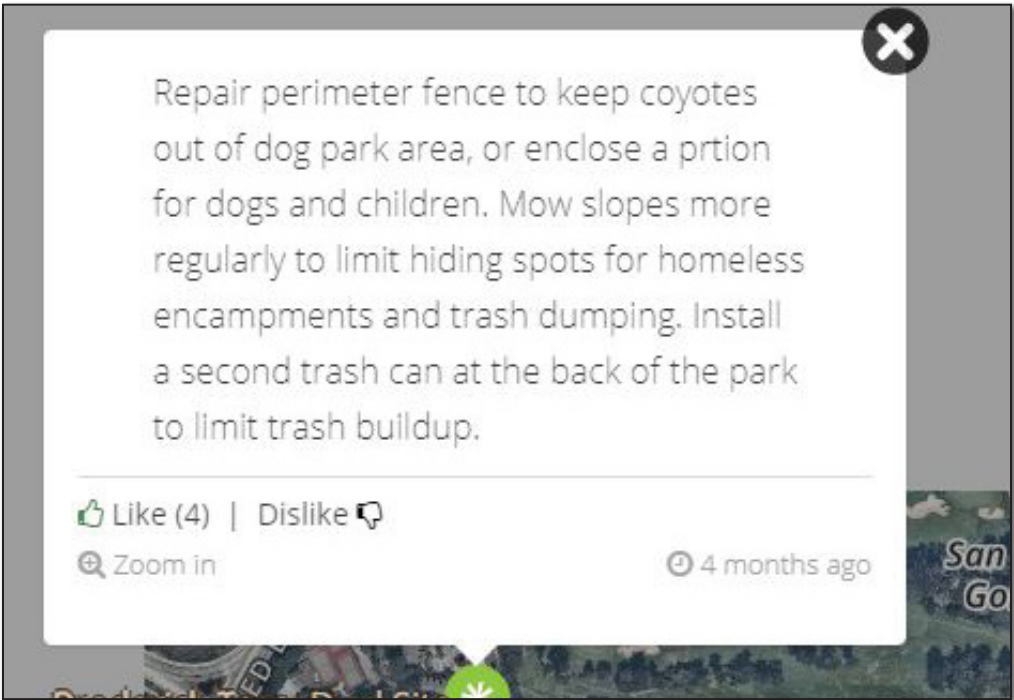 Repair perimeter fence to keep coyotes
out of dog park area, or enclose a prtion
for dogs and children. Mow slopes more
regularly to limit hiding spots for homeless
encampments and trash dumping. Install
a second trash can at the back of the park
to limit trash buildup.
Like (4) | Dislike
Zoom in
4 months ago
San
Go